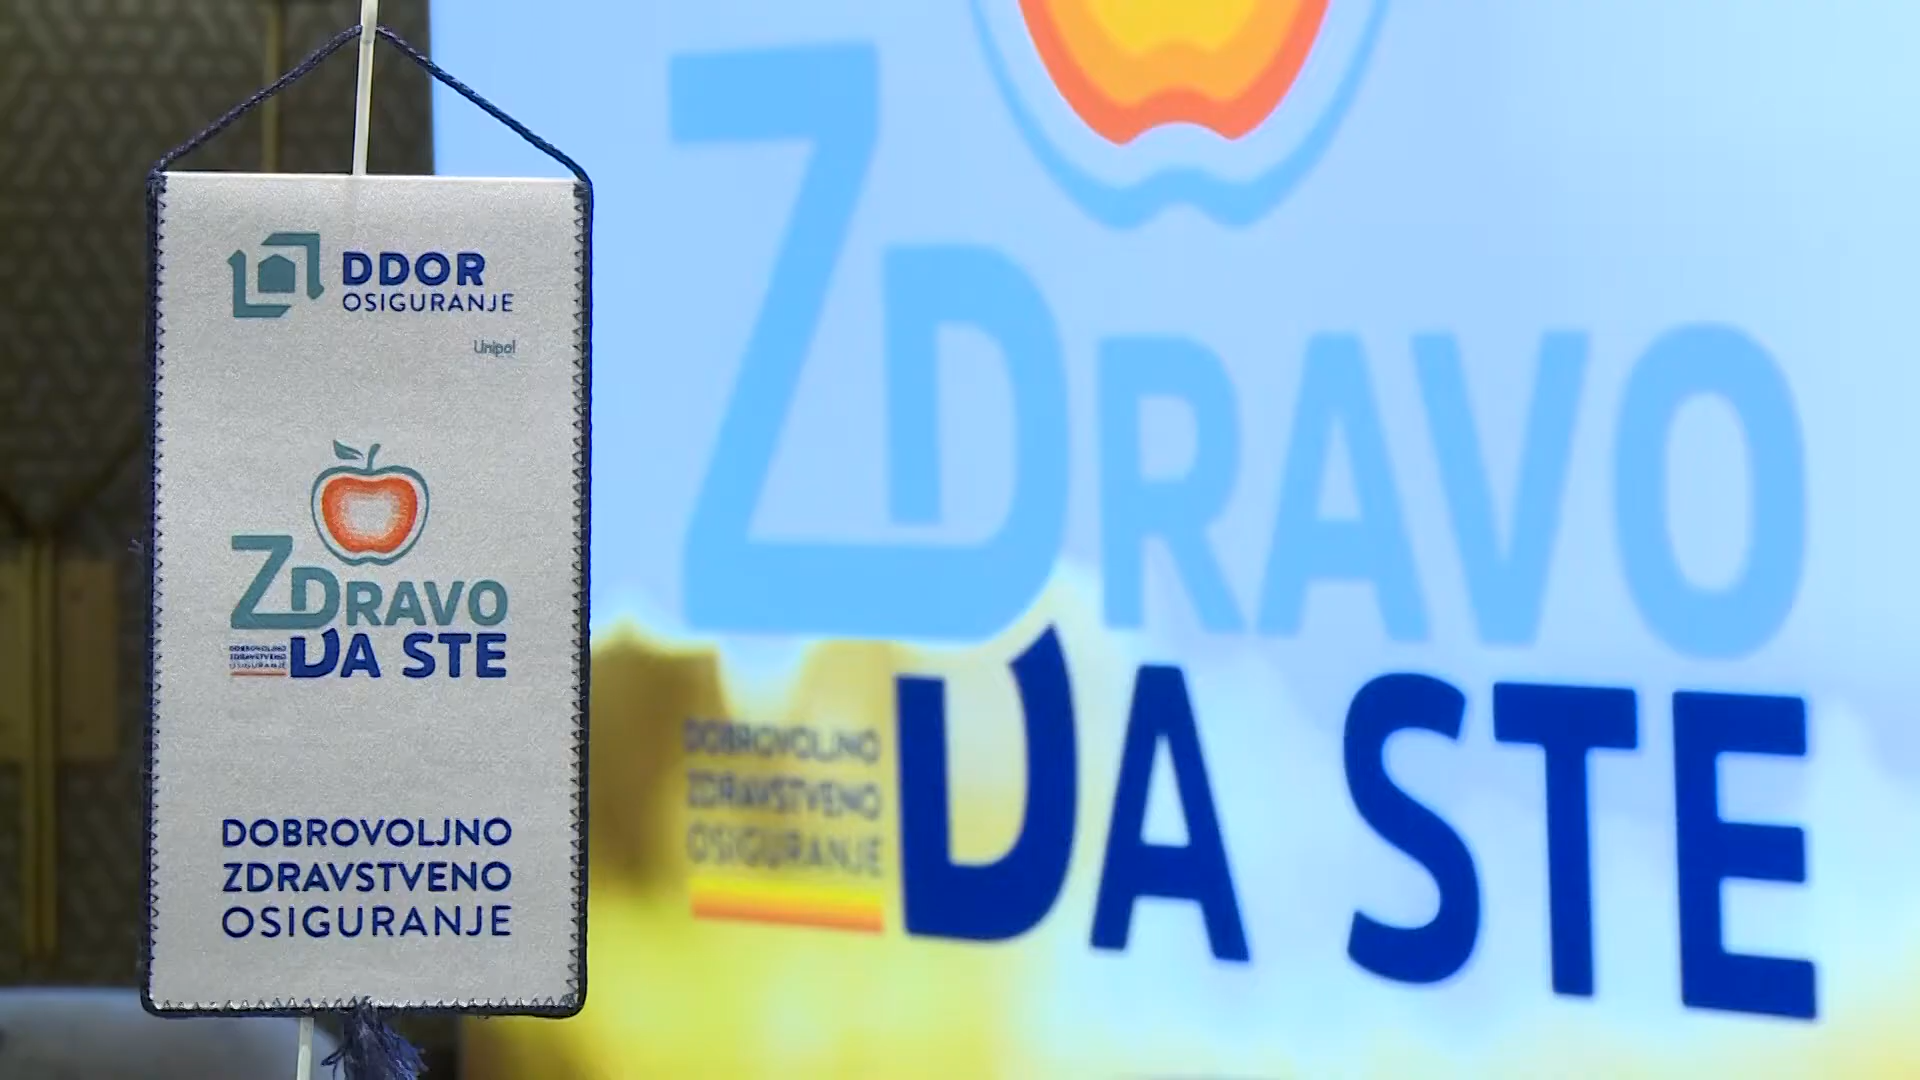 DDOR
OSIGURANJE
Unipol
ZDRAVO
DA STE
DOBROVOLJNO
ZDRAVSTVENO
OSIGURANJE
DOBROVOLJNO
ZDRAVSTVENO
OSIGURANJE
ZDRAVO
DA STE
DOBROVOLJNO
ZDRAVSTVENO
OSIGURANJE